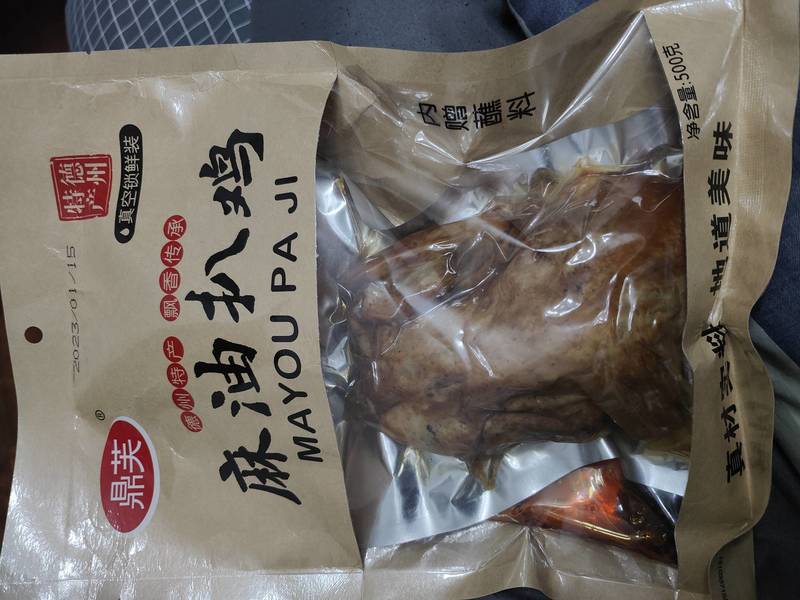 鼎芙®
2023/01/15
德州
特产
真空锁鲜装
德州特产 飘香传承
麻油扒鸡
MAYOU PA JI
内赠蘸料
净含量:500克
真材实料 地道美味